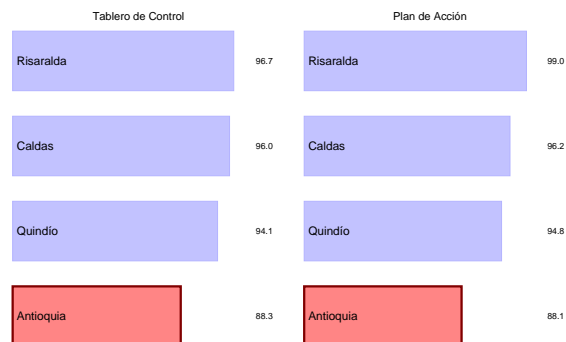 Tablero de Control
Plan de Acción
Risaralda 96.7
Risaralda 99.0
Caldas 96.0
Caldas 96.2
Quindío 94.1
Quindío 94.8
Antioquia 88.3
Antioquia 88.1